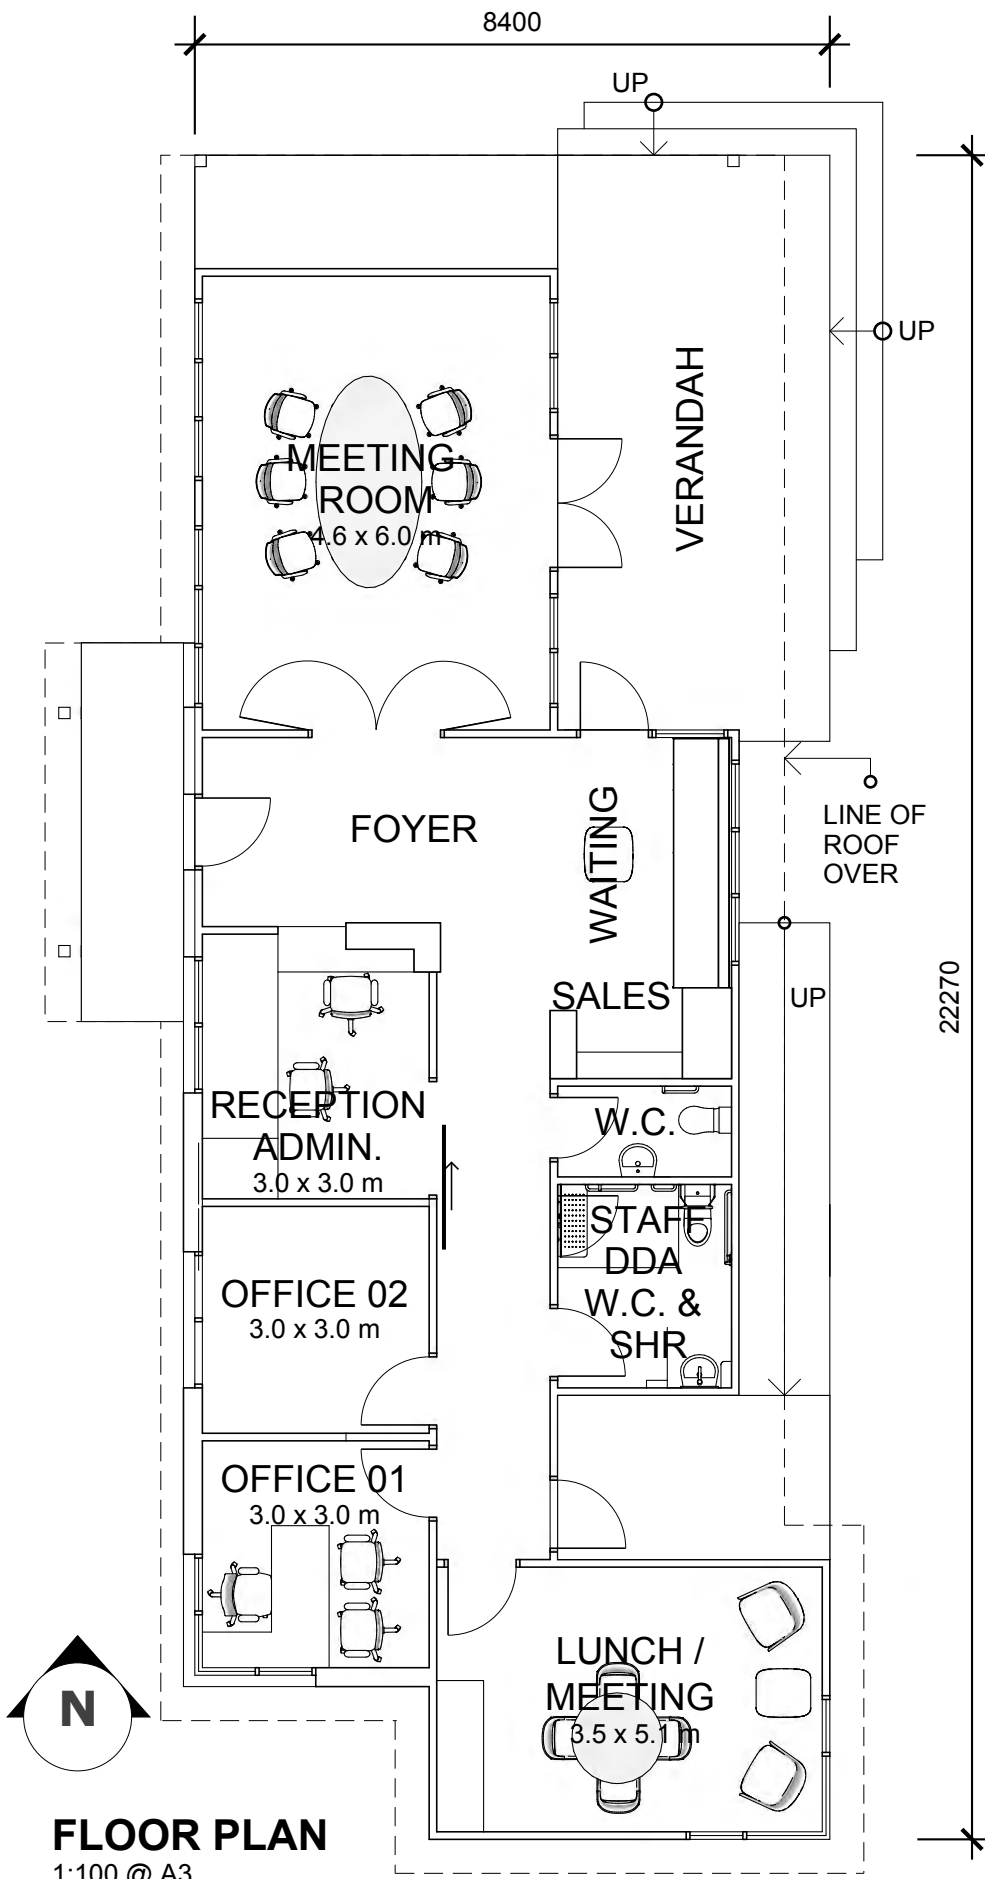 8400
UP
UP
VERANDAH
MEETING
ROOM
4.6 x 6.0 m
FOYER
WAITING
LINE OF
ROOF
OVER
22270
SALES
UP
RECEPTION
ADMIN.
3.0 x 3.0 m
W.C.
STAFF
DDA
W.C. &
SHR
OFFICE 02
3.0 x 3.0 m
OFFICE 01
3.0 x 3.0 m
LUNCH /
MEETING
3.5 x 5.1 m
N
FLOOR PLAN
1:100 @ A3